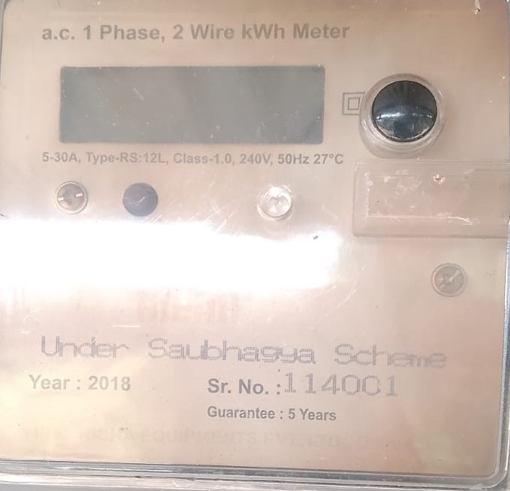 a.c. 1 Phase, 2 Wire kWh Meter
5-30A, Type-RS:12L, Class-1.0, 240V, 50Hz 27°C
Under Saubhagya Scheme
Year : 2018
Sr. No. : 114001
Guarantee : 5 Years